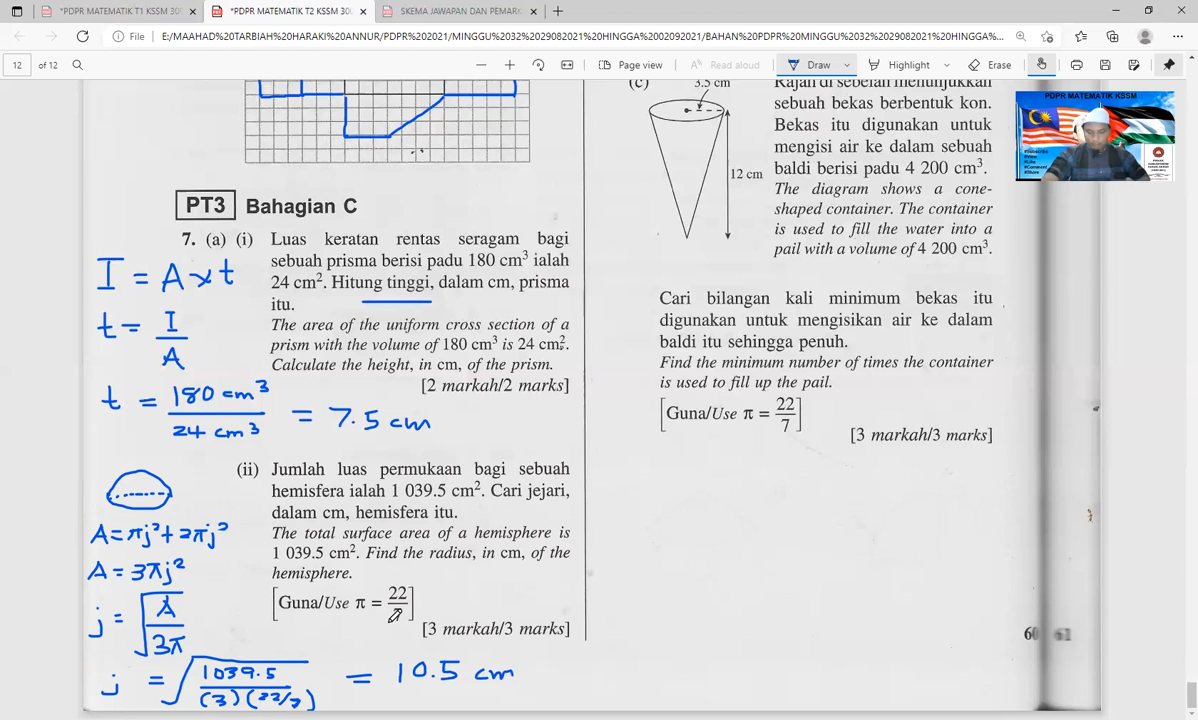 *PDPR MATEMATIK T1 KSSM 30
*PDPR MATEMATIK T2 KSSM 30
SKEMA JAWAPAN DAN PEMARK
File
E:/MAAHAD%20TARBIAH%20HARAKI%20ANNUR/PDPR%202021/MINGGU%2032%2029082021%20HINGGA%2002092021/BAHAN%20PDPR%20MINGGU%2032%2029082021%20HINGGA%...
12 of 12
Page view
Read aloud
Draw
Highlight
Erase
PDPR MATEMATIK KSSM
PT3 Bahagian C
7. (a) (i) Luas keratan rentas seragam bagi
sebuah prisma berisi padu 180 cm³ ialah
24 cm². Hitung tinggi, dalam cm, prisma
itu.
The area of the uniform cross section of a
prism with the volume of 180 cm³ is 24 cm².
Calculate the height, in cm, of the prism.
[2 markah/2 marks]
I = A x t
t = I/A
t = 180 cm³ / 24 cm³ = 7.5 cm
(ii) Jumlah luas permukaan bagi sebuah
hemisfera ialah 1 039.5 cm². Cari jejari,
dalam cm, hemisfera itu.
The total surface area of a hemisphere is
1 039.5 cm². Find the radius, in cm, of the
hemisphere.
[Guna/Use π = 22/]
[3 markah/3 marks]
A = πj² + 2πj²
A = 3πj²
j = √(A/3π)
j = √(1039.5/(3)(22/7)) = 10.5 cm
(c)
3.5 cm
12 cm
Rajah di sebelah menunjukkan
sebuah bekas berbentuk kon.
Bekas itu digunakan untuk
mengisi air ke dalam sebuah
baldi berisi padu 4 200 cm³.
The diagram shows a cone-
shaped container. The container
is used to fill the water into a
pail with a volume of 4 200 cm³.
Cari bilangan kali minimum bekas itu
digunakan untuk mengisikan air ke dalam
baldi itu sehingga penuh.
Find the minimum number of times the container
is used to fill up the pail.
[Guna/Use π = 22/7]
[3 markah/3 marks]
60 61